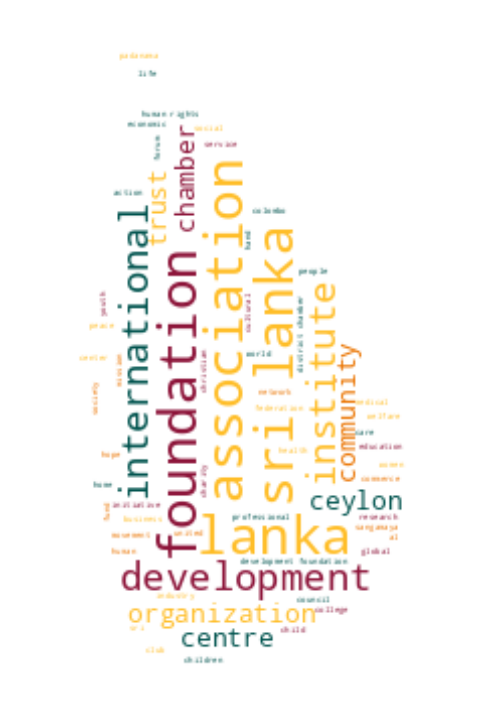 padanama
life
human rights
economic
social
forum
service
chamber
trust
action
association
international
colombo
hand
sri lanka
people
foundation
institute
youth
cultural
divineth chamber
peace
center
mission
christian
world
community
society
network
federation
medical
welfare
care
education
health
hope
women
home
charity
commerce
ceylon
fund
initiative
business
professional
research
sangamaya
lanka
movement
united
al
human
global
development foundation
development
industry
council
organization
college
sri
child
centre
club
children